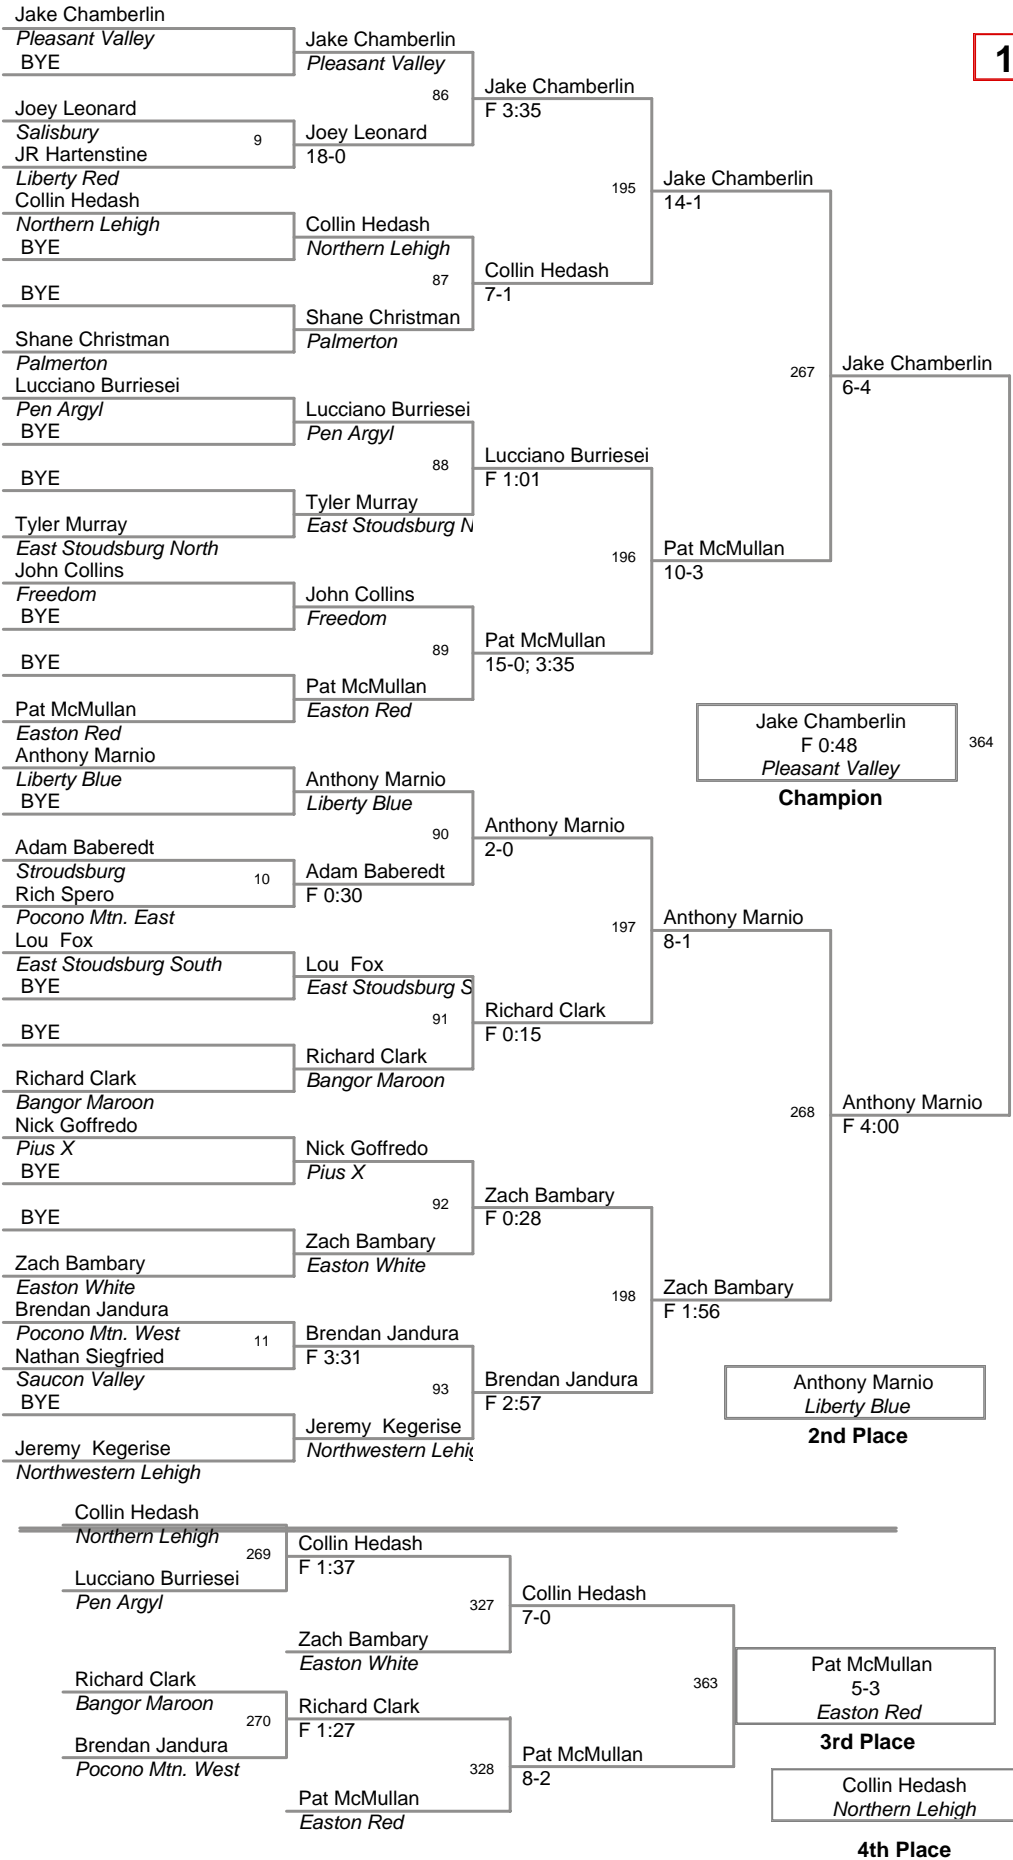 Jake Chamberlin
Pleasant Valley
BYE
Jake Chamberlin
Pleasant Valley
1
86
Jake Chamberlin
F 3:35
Joey Leonard
Salisbury
9
JR Hartenstine
Liberty Red
Joey Leonard
18-0
195
Jake Chamberlin
14-1
Collin Hedash
Northern Lehigh
BYE
Collin Hedash
Northern Lehigh
87
Collin Hedash
7-1
BYE
Shane Christman
Palmerton
Shane Christman
Palmerton
267
Jake Chamberlin
6-4
Lucciano Burriesei
Pen Argyl
BYE
Lucciano Burriesei
Pen Argyl
88
Lucciano Burriesei
F 1:01
BYE
Tyler Murray
East Stoudsburg North
Tyler Murray
East Stoudsburg N
196
Pat McMullan
10-3
John Collins
Freedom
BYE
John Collins
Freedom
89
Pat McMullan
15-0; 3:35
BYE
Pat McMullan
Easton Red
Pat McMullan
Easton Red
Jake Chamberlin
F 0:48
Pleasant Valley
364
Champion
Anthony Marnio
Liberty Blue
BYE
Anthony Marnio
Liberty Blue
90
Anthony Marnio
2-0
Adam Baberedt
Stroudsburg
10
Rich Spero
Pocono Mtn. East
Adam Baberedt
F 0:30
197
Anthony Marnio
8-1
Lou  Fox
East Stoudsburg South
BYE
Lou  Fox
East Stoudsburg S
91
Richard Clark
F 0:15
BYE
Richard Clark
Bangor Maroon
Richard Clark
Bangor Maroon
268
Anthony Marnio
F 4:00
Nick Goffredo
Pius X
BYE
Nick Goffredo
Pius X
92
Zach Bambary
F 0:28
BYE
Zach Bambary
Easton White
Zach Bambary
Easton White
198
Zach Bambary
F 1:56
Brendan Jandura
Pocono Mtn. West
11
Nathan Siegfried
Saucon Valley
Brendan Jandura
F 3:31
93
Brendan Jandura
F 2:57
BYE
Jeremy  Kegerise
Northwestern Lehigh
Jeremy  Kegerise
Northwestern Lehig
Anthony Marnio
Liberty Blue
2nd Place
Collin Hedash
Northern Lehigh
269
Lucciano Burriesei
Pen Argyl
Collin Hedash
F 1:37
327
Collin Hedash
7-0
Zach Bambary
Easton White
363
Richard Clark
Bangor Maroon
270
Brendan Jandura
Pocono Mtn. West
Richard Clark
F 1:27
328
Pat McMullan
8-2
Pat McMullan
Easton Red
Pat McMullan
5-3
Easton Red
3rd Place
Collin Hedash
Northern Lehigh
4th Place